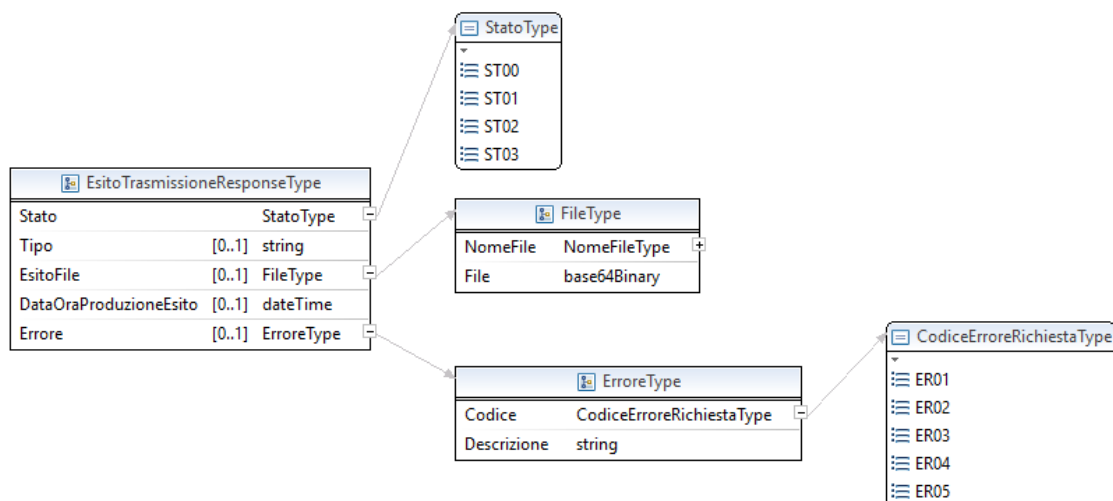 StatoType
ST00
ST01
ST02
ST03
EsitoTrasmissioneResponseType
Stato StatoType
Tipo [0..1] string
EsitoFile [0..1] FileType
DataOraProduzioneEsito [0..1] dateTime
Errore [0..1] ErroreType
FileType
NomeFile NomeFileType
File base64Binary
ErroreType
Codice CodiceErroreRichiestaType
Descrizione string
CodiceErroreRichiestaType
ER01
ER02
ER03
ER04
ER05